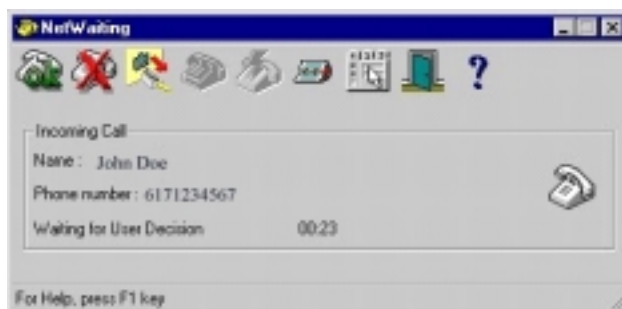 NetWaiting
OK
?
Incoming Call
Name : John Doe
Phone number : 6171234567
Waiting for User Decision 00:23
For Help, press F1 key